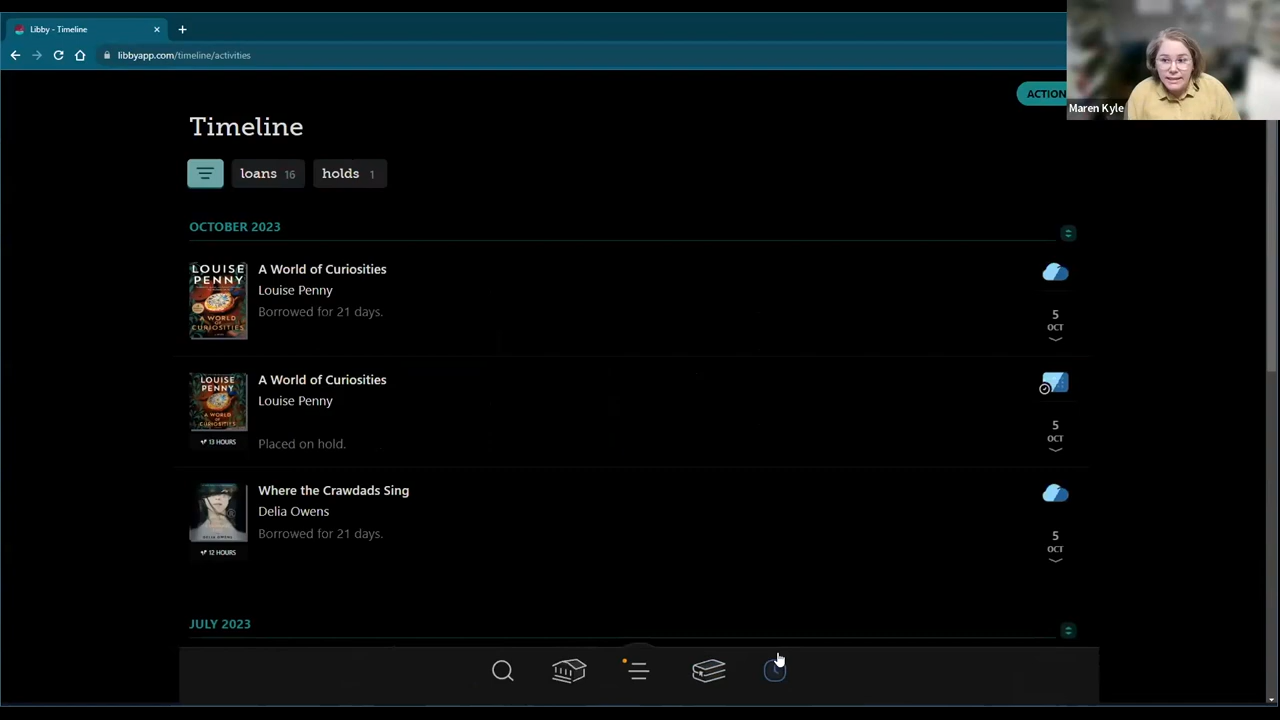 Libby - Timeline
libbyapp.com/timeline/activities
ACTION
Maren Kyle
Timeline
loans 16
holds 1
OCTOBER 2023
LOUISE
PENNY
A WORLD OF
CURIOSITIES
A World of Curiosities
Louise Penny
Borrowed for 21 days.
5
OCT
LOUISE
PENNY
A WORLD OF
CURIOSITIES
13 HOURS
A World of Curiosities
Louise Penny
Placed on hold.
5
OCT
DELIA OWENS
12 HOURS
Where the Crawdads Sing
Delia Owens
Borrowed for 21 days.
5
OCT
JULY 2023